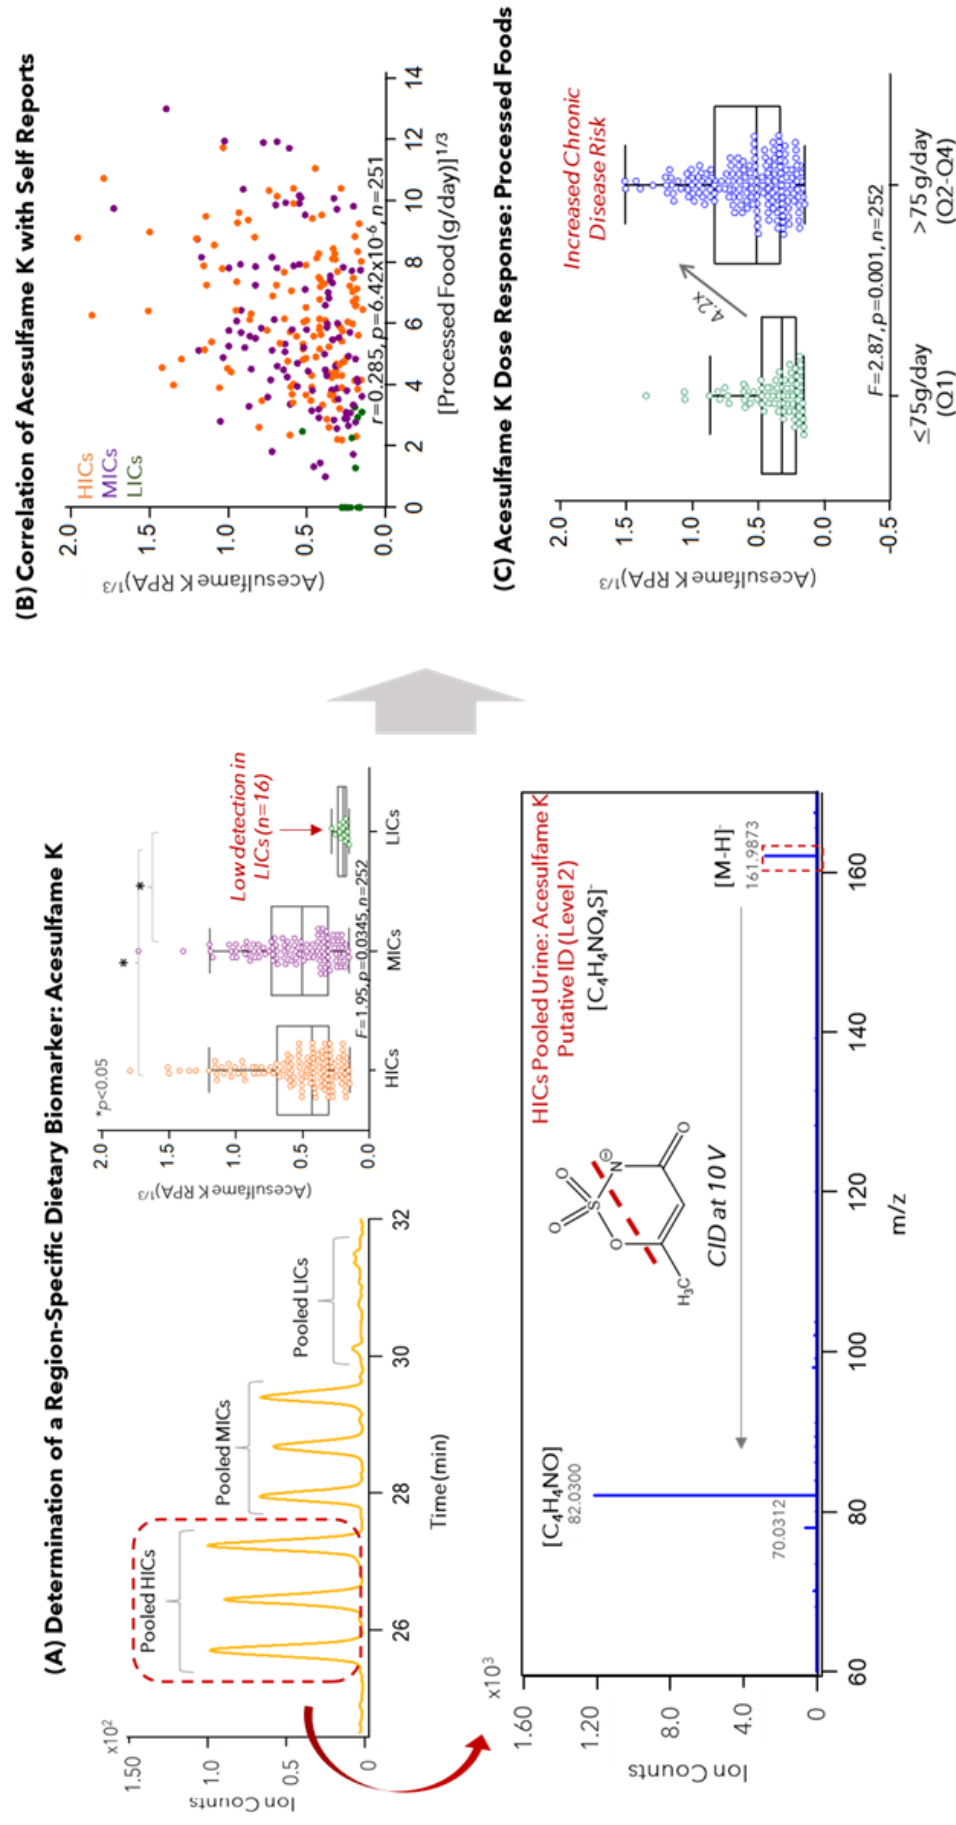 (A) Determination of a Region-Specific Dietary Biomarker: Acesulfame K
x10²
Ion Counts
1.50
1.0
0.5
0
Pooled HICs
Pooled MICs
Pooled LICs
26
28
30
32
Time (min)
*p<0.05
(Acesulfame K RPA)¹/³
2.0
1.5
1.0
0.5
0.0
*
*
Low detection in
LICs (n=16)
F=1.95, p=0.0345, n=252
HICs
MICs
LICs
x10³
Ion Counts
1.60
1.20
8.0
4.0
0
[C₄H₄NO]
82.0300
70.0312
HICs Pooled Urine: Acesulfame K
Putative ID (Level 2)
[C₄H₄NO₄S]⁻
O
O
S
N
⊖
O
O
H₃C
CID at 10 V
[M-H]⁻
161.9873
60
80
100
120
140
160
m/z
(B) Correlation of Acesulfame K with Self Reports
(Acesulfame K RPA)¹/³
2.0
1.5
1.0
0.5
0.0
HICs
MICs
LICs
r=0.285, p=6.42x10⁻⁶, n=251
0
2
4
6
8
10
12
14
[Processed Food (g/day)]¹/³
(C) Acesulfame K Dose Response: Processed Foods
(Acesulfame K RPA)¹/³
2.0
1.5
1.0
0.5
0.0
-0.5
4.2x
Increased Chronic
Disease Risk
F=2.87, p=0.001, n=252
≤75g/day
(Q1)
>75 g/day
(Q2-Q4)